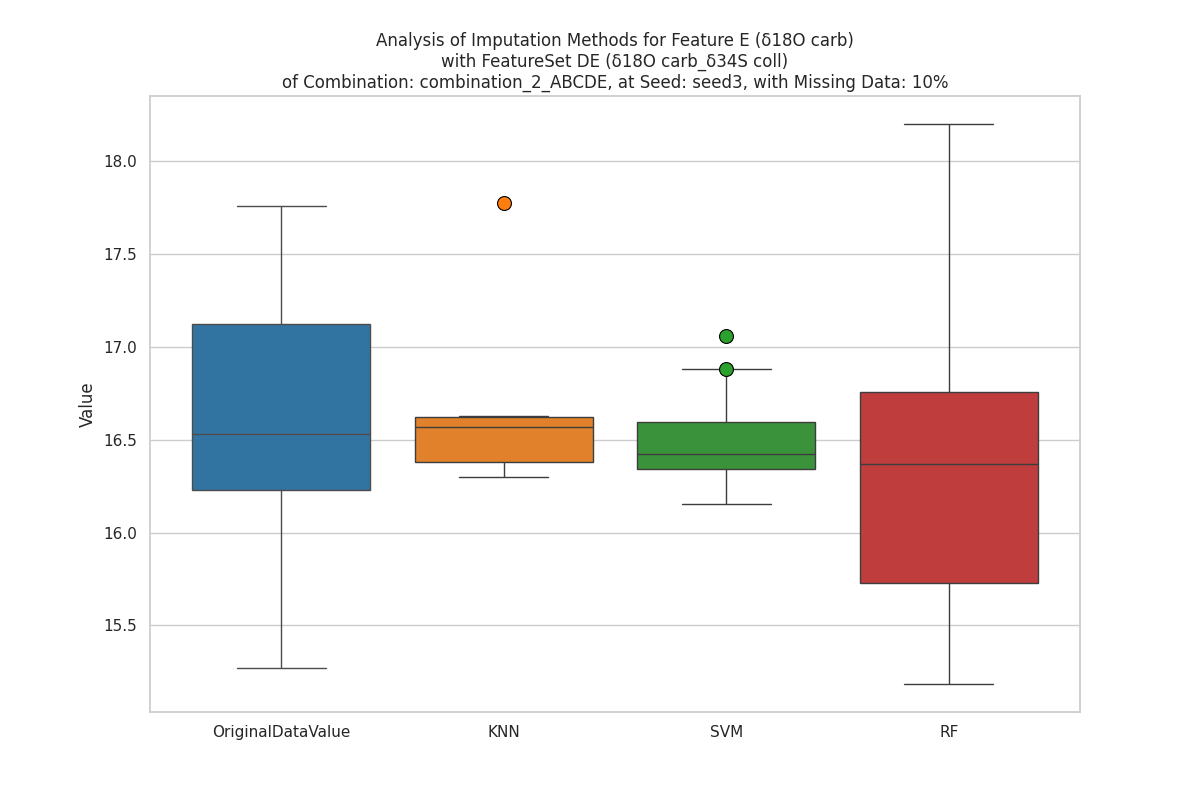 Analysis of Imputation Methods for Feature E (δ18O carb)
with FeatureSet DE (δ18O carb_δ34S coll)
of Combination: combination_2_ABCDE, at Seed: seed3, with Missing Data: 10%
18.0
17.5
17.0
16.5
16.0
15.5
Value
OriginalDataValue
KNN
SVM
RF